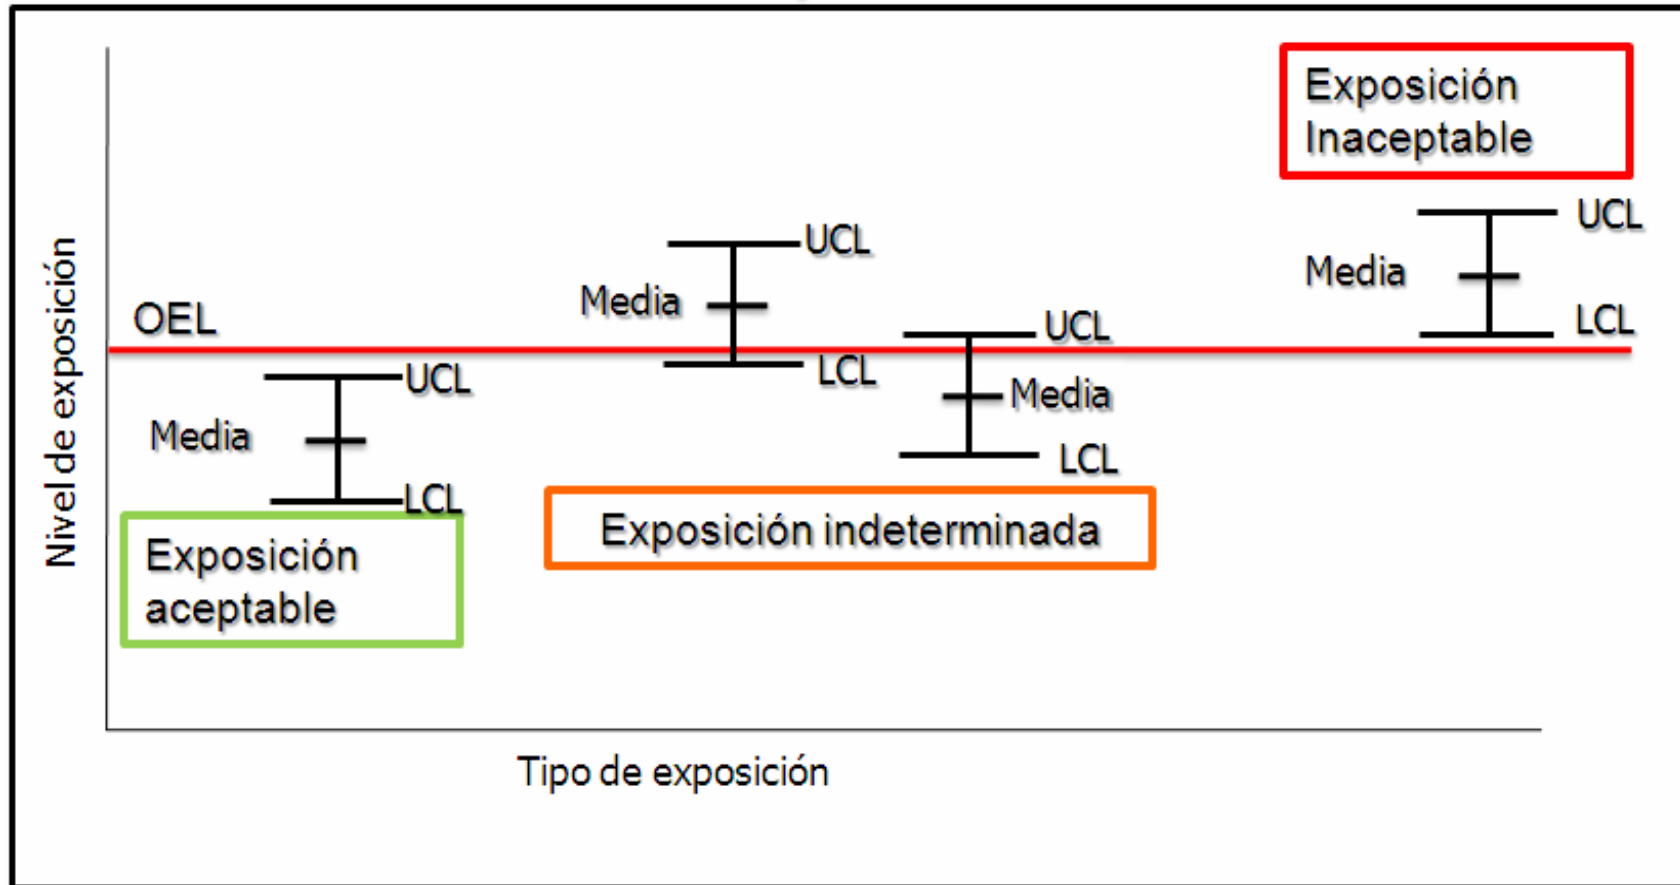 Exposición
Inaceptable
UCL
Media
LCL
UCL
Media
LCL
UCL
Media
LCL
OEL
UCL
Media
LCL
Exposición
aceptable
Exposición indeterminada
Nivel de exposición
Tipo de exposición